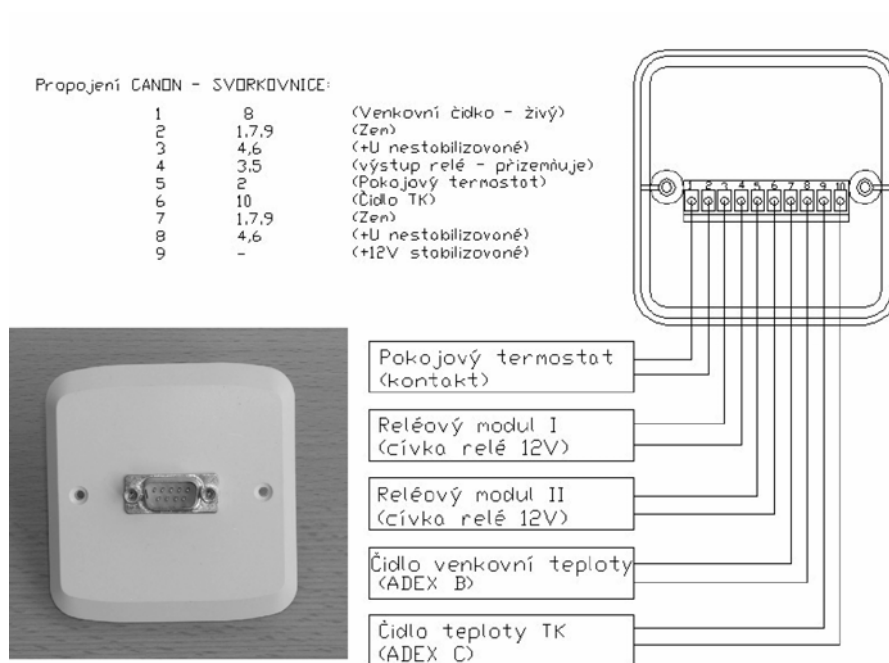 Propojení CANON - SVORKOVNICE:
1 8 (Venkovní čidko - živý)
2 1,7,9 (Zem)
3 4,6 (+U nestabilizované)
4 3,5 (výstup relé - přizemňuje)
5 2 (Pokojový termostat)
6 10 (Čidlo TK)
7 1,7,9 (Zem)
8 4,6 (+U nestabilizované)
9 - (+12V stabilizované)
1 2 3 4 5 6 7 8 9 10
Pokojový termostat
(kontakt)
Reléový modul I
(cívka relé 12V)
Reléový modul II
(cívka relé 12V)
Čidlo venkovní teploty
(ADEX B)
Čidlo teploty TK
(ADEX C)